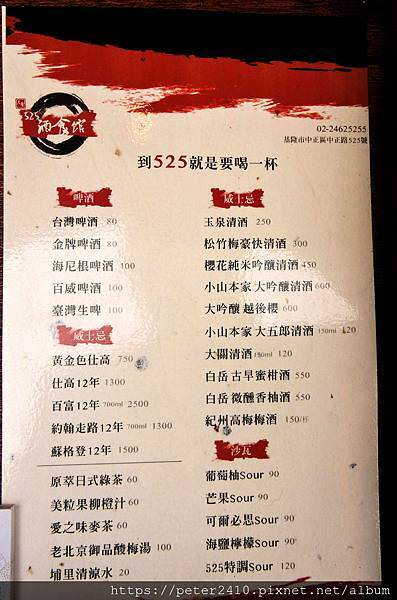 525
酒食館
02-24625255
基隆市中正區中正路525號
到525就是要喝一杯
啤酒
台灣啤酒 80
金牌啤酒 80
海尼根啤酒 100
百威啤酒 100
臺灣生啤 100
威士忌
黃金色仕高 750
仕高12年 1300
百富12年 700ml 2500
約翰走路12年 700ml 1300
蘇格登12年 1500
原萃日式綠茶 60
美粒果柳橙汁 60
愛之味麥茶 60
老北京御品酸梅湯 100
埔里清涼水 20
威士忌
玉泉清酒 250
松竹梅豪快清酒 300
櫻花純米吟釀清酒 450
小山本家 大吟釀清酒 600
大吟釀 越後櫻 600
小山本家 大五郎清酒 150ml 120
大關清酒 180ml 120
白岳 古早蜜柑酒 550
白岳 微醺香柚酒 550
紀州高梅梅酒 150/杯
沙瓦
葡萄柚Sour 90
芒果Sour 90
可爾必思Sour 90
海鹽檸檬Sour 90
525特調Sour 120
https://peter2410.pixnet.net/album